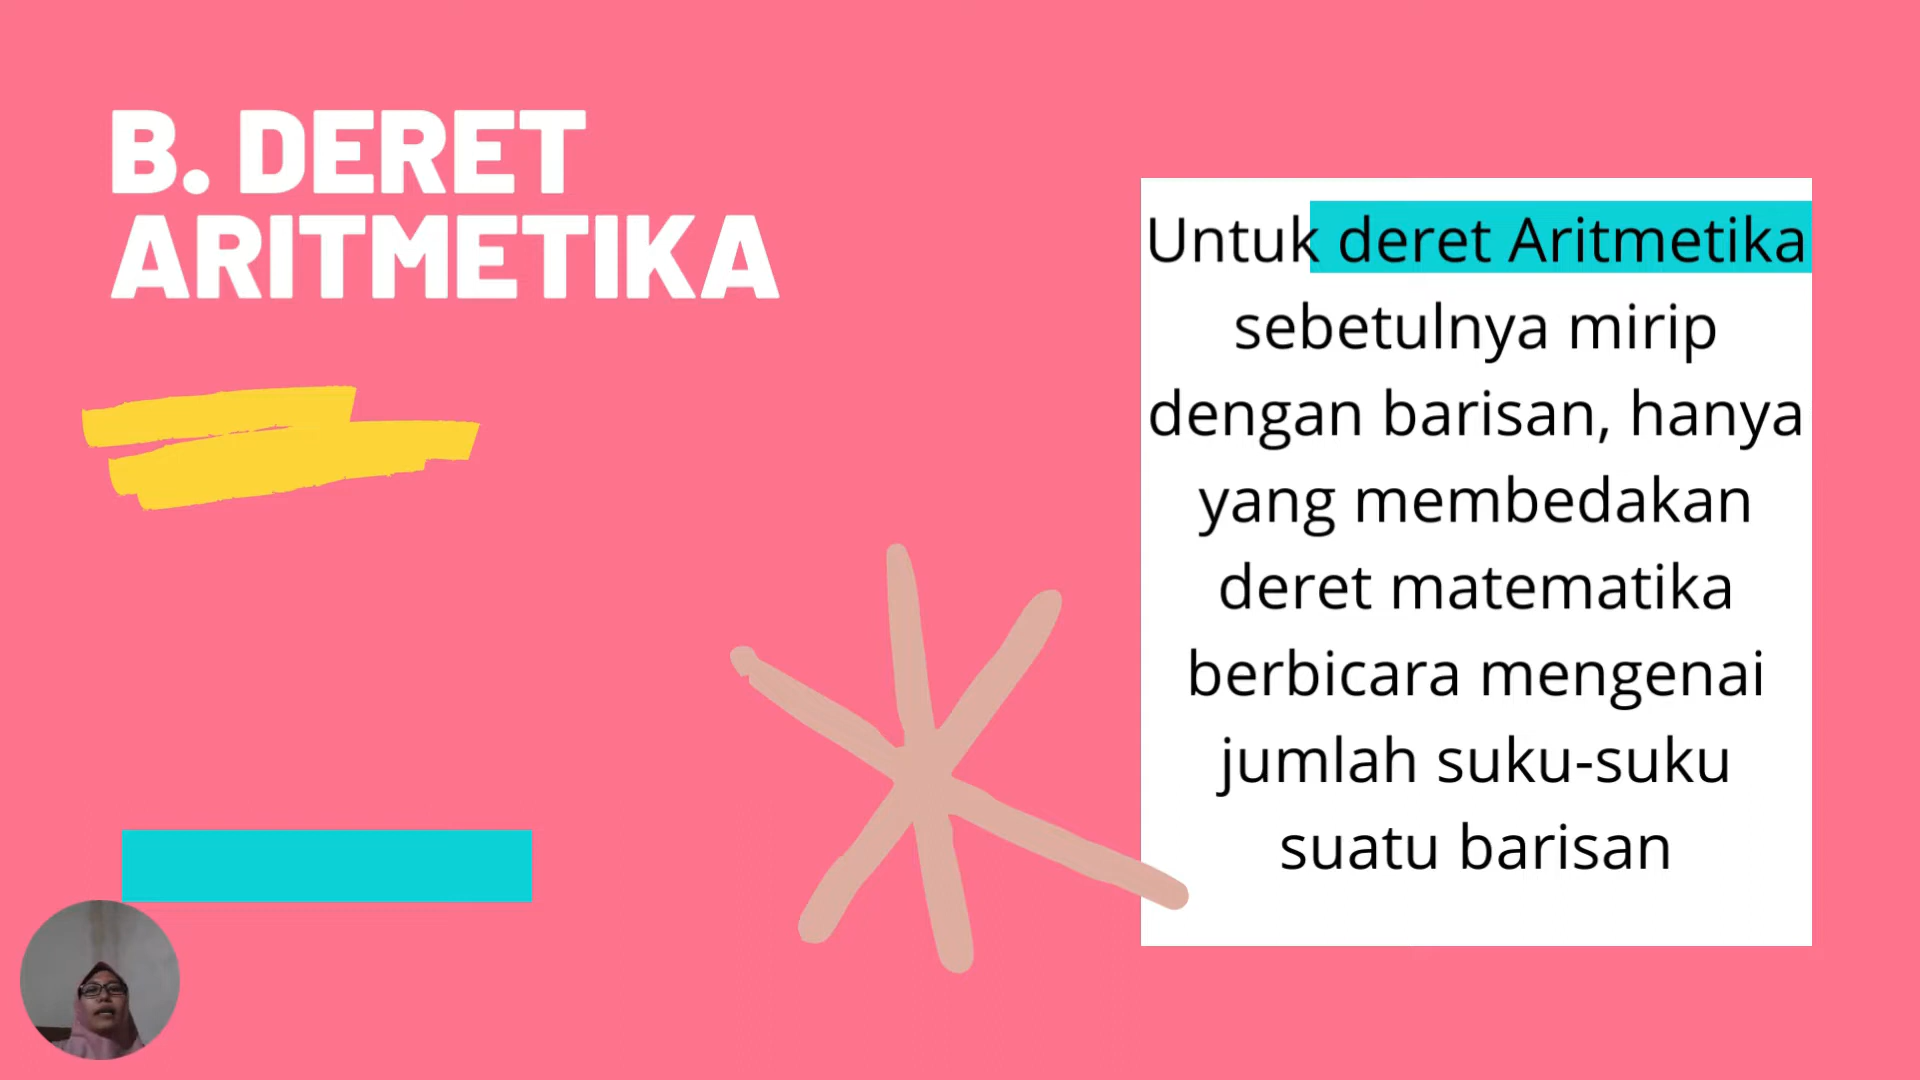 B. DERET
ARITMETIKA
Untuk deret Aritmetika
sebetulnya mirip
dengan barisan, hanya
yang membedakan
deret matematika
berbicara mengenai
jumlah suku-suku
suatu barisan